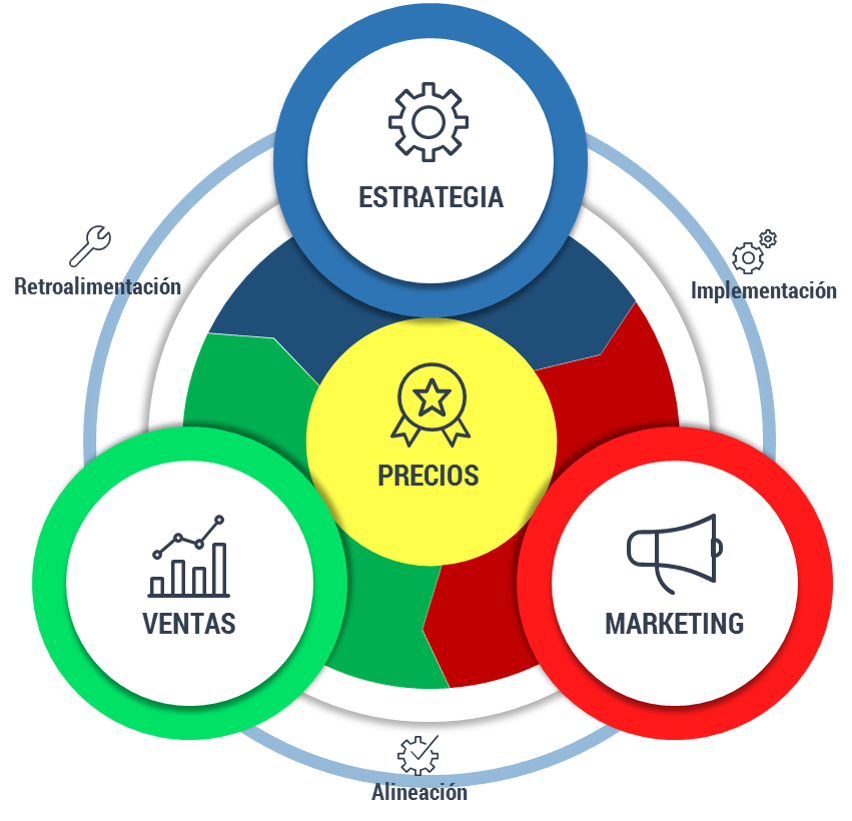 ESTRATEGIA
Retroalimentación
Implementación
PRECIOS
VENTAS
MARKETING
Alineación